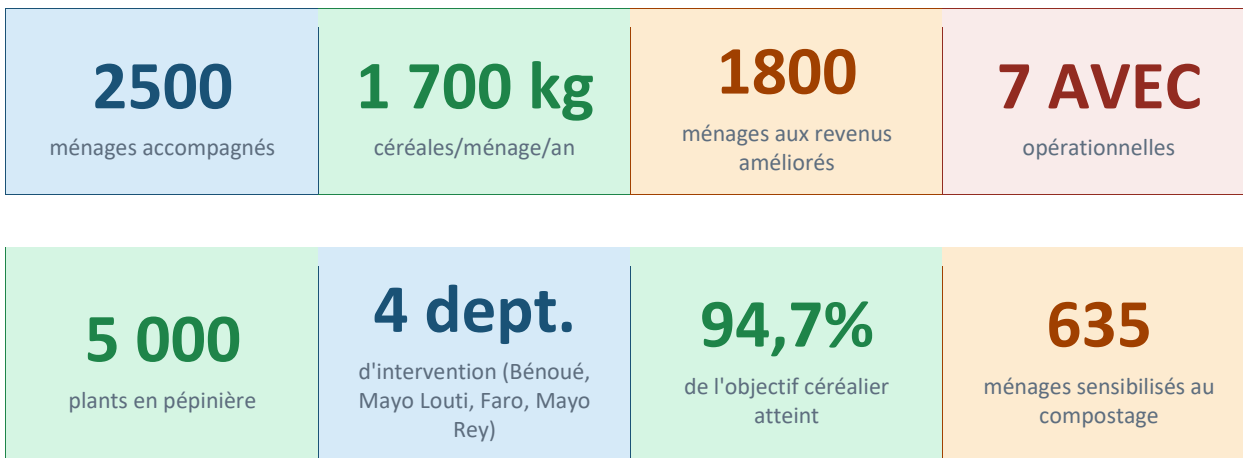 2500
ménages accompagnés
1 700 kg
céréales/ménage/an
1800
ménages aux revenus
améliorés
7 AVEC
opérationnelles
5 000
plants en pépinière
4 dept.
d'intervention (Bénoué,
Mayo Louti, Faro, Mayo
Rey)
94,7%
de l'objectif céréalier
atteint
635
ménages sensibilisés au
compostage